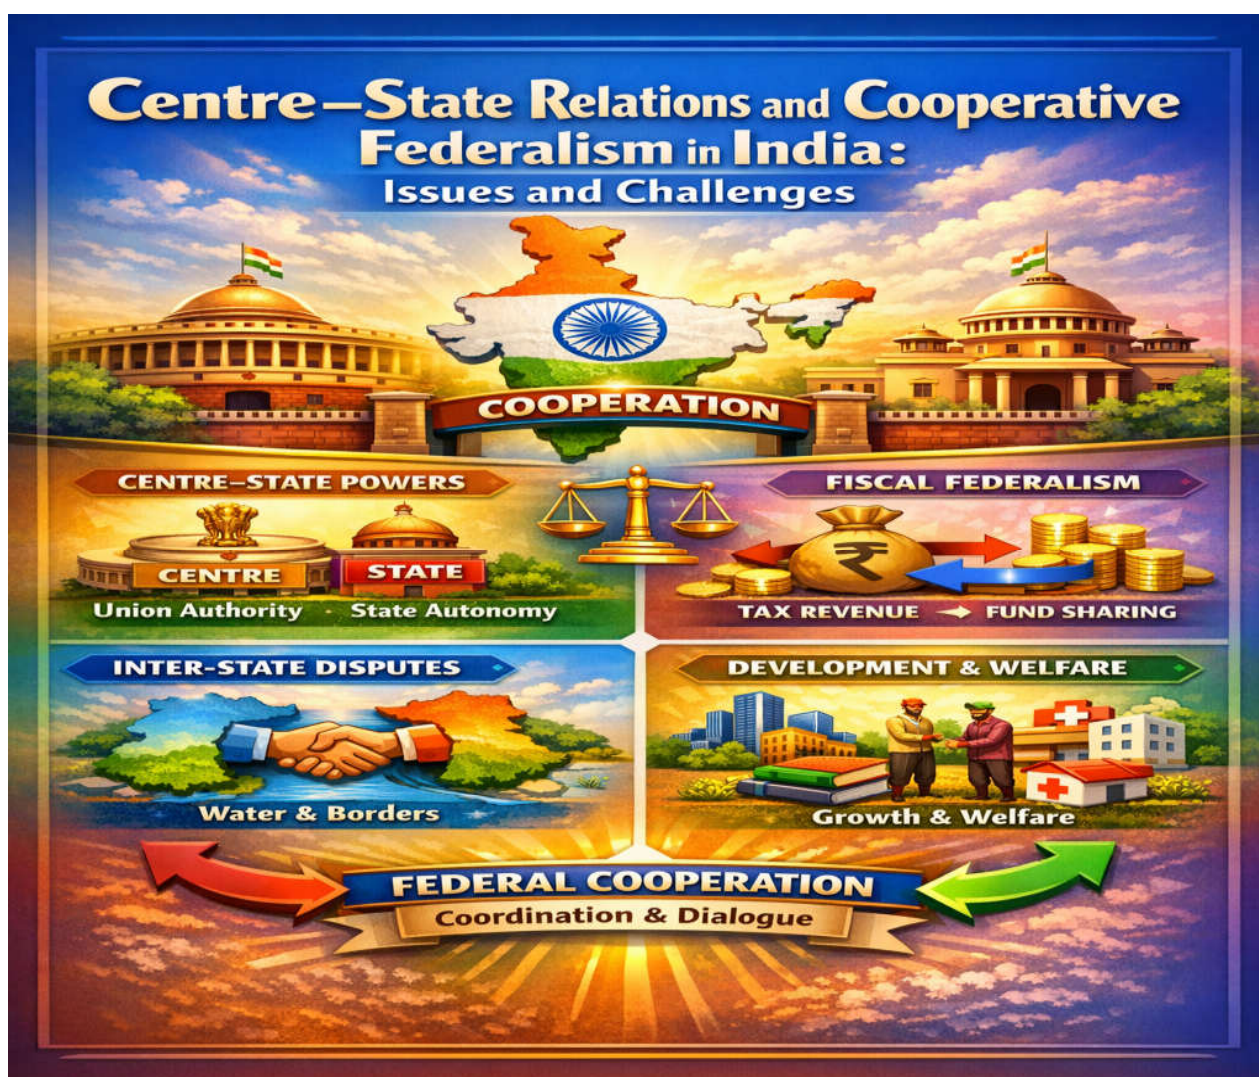 Centre–State Relations and Cooperative
Federalism in India:
Issues and Challenges
COOPERATION
CENTRE–STATE POWERS
CENTRE
STATE
Union Authority · State Autonomy
FISCAL FEDERALISM
₹
TAX REVENUE → FUND SHARING
INTER-STATE DISPUTES
Water & Borders
DEVELOPMENT & WELFARE
Growth & Welfare
FEDERAL COOPERATION
Coordination & Dialogue